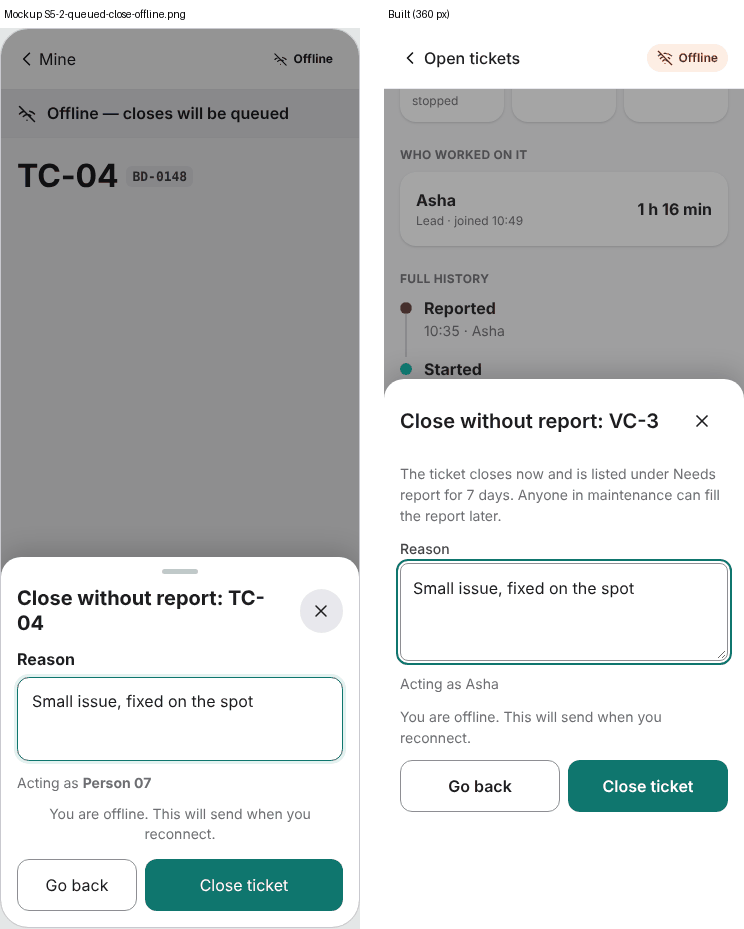 Mockup S5-2-queued-close-offline.png
Mine
Offline
Offline — closes will be queued
TC-04 BD-0148
Close without report: TC-
04
Reason
Small issue, fixed on the spot
Acting as Person 07
You are offline. This will send when you
reconnect.
Go back
Close ticket
Built (360 px)
Open tickets
Offline
stopped
WHO WORKED ON IT
Asha
Lead · joined 10:49
1 h 16 min
FULL HISTORY
Reported
10:35 · Asha
Started
Close without report: VC-3
The ticket closes now and is listed under Needs
report for 7 days. Anyone in maintenance can fill
the report later.
Reason
Small issue, fixed on the spot
Acting as Asha
You are offline. This will send when you
reconnect.
Go back
Close ticket